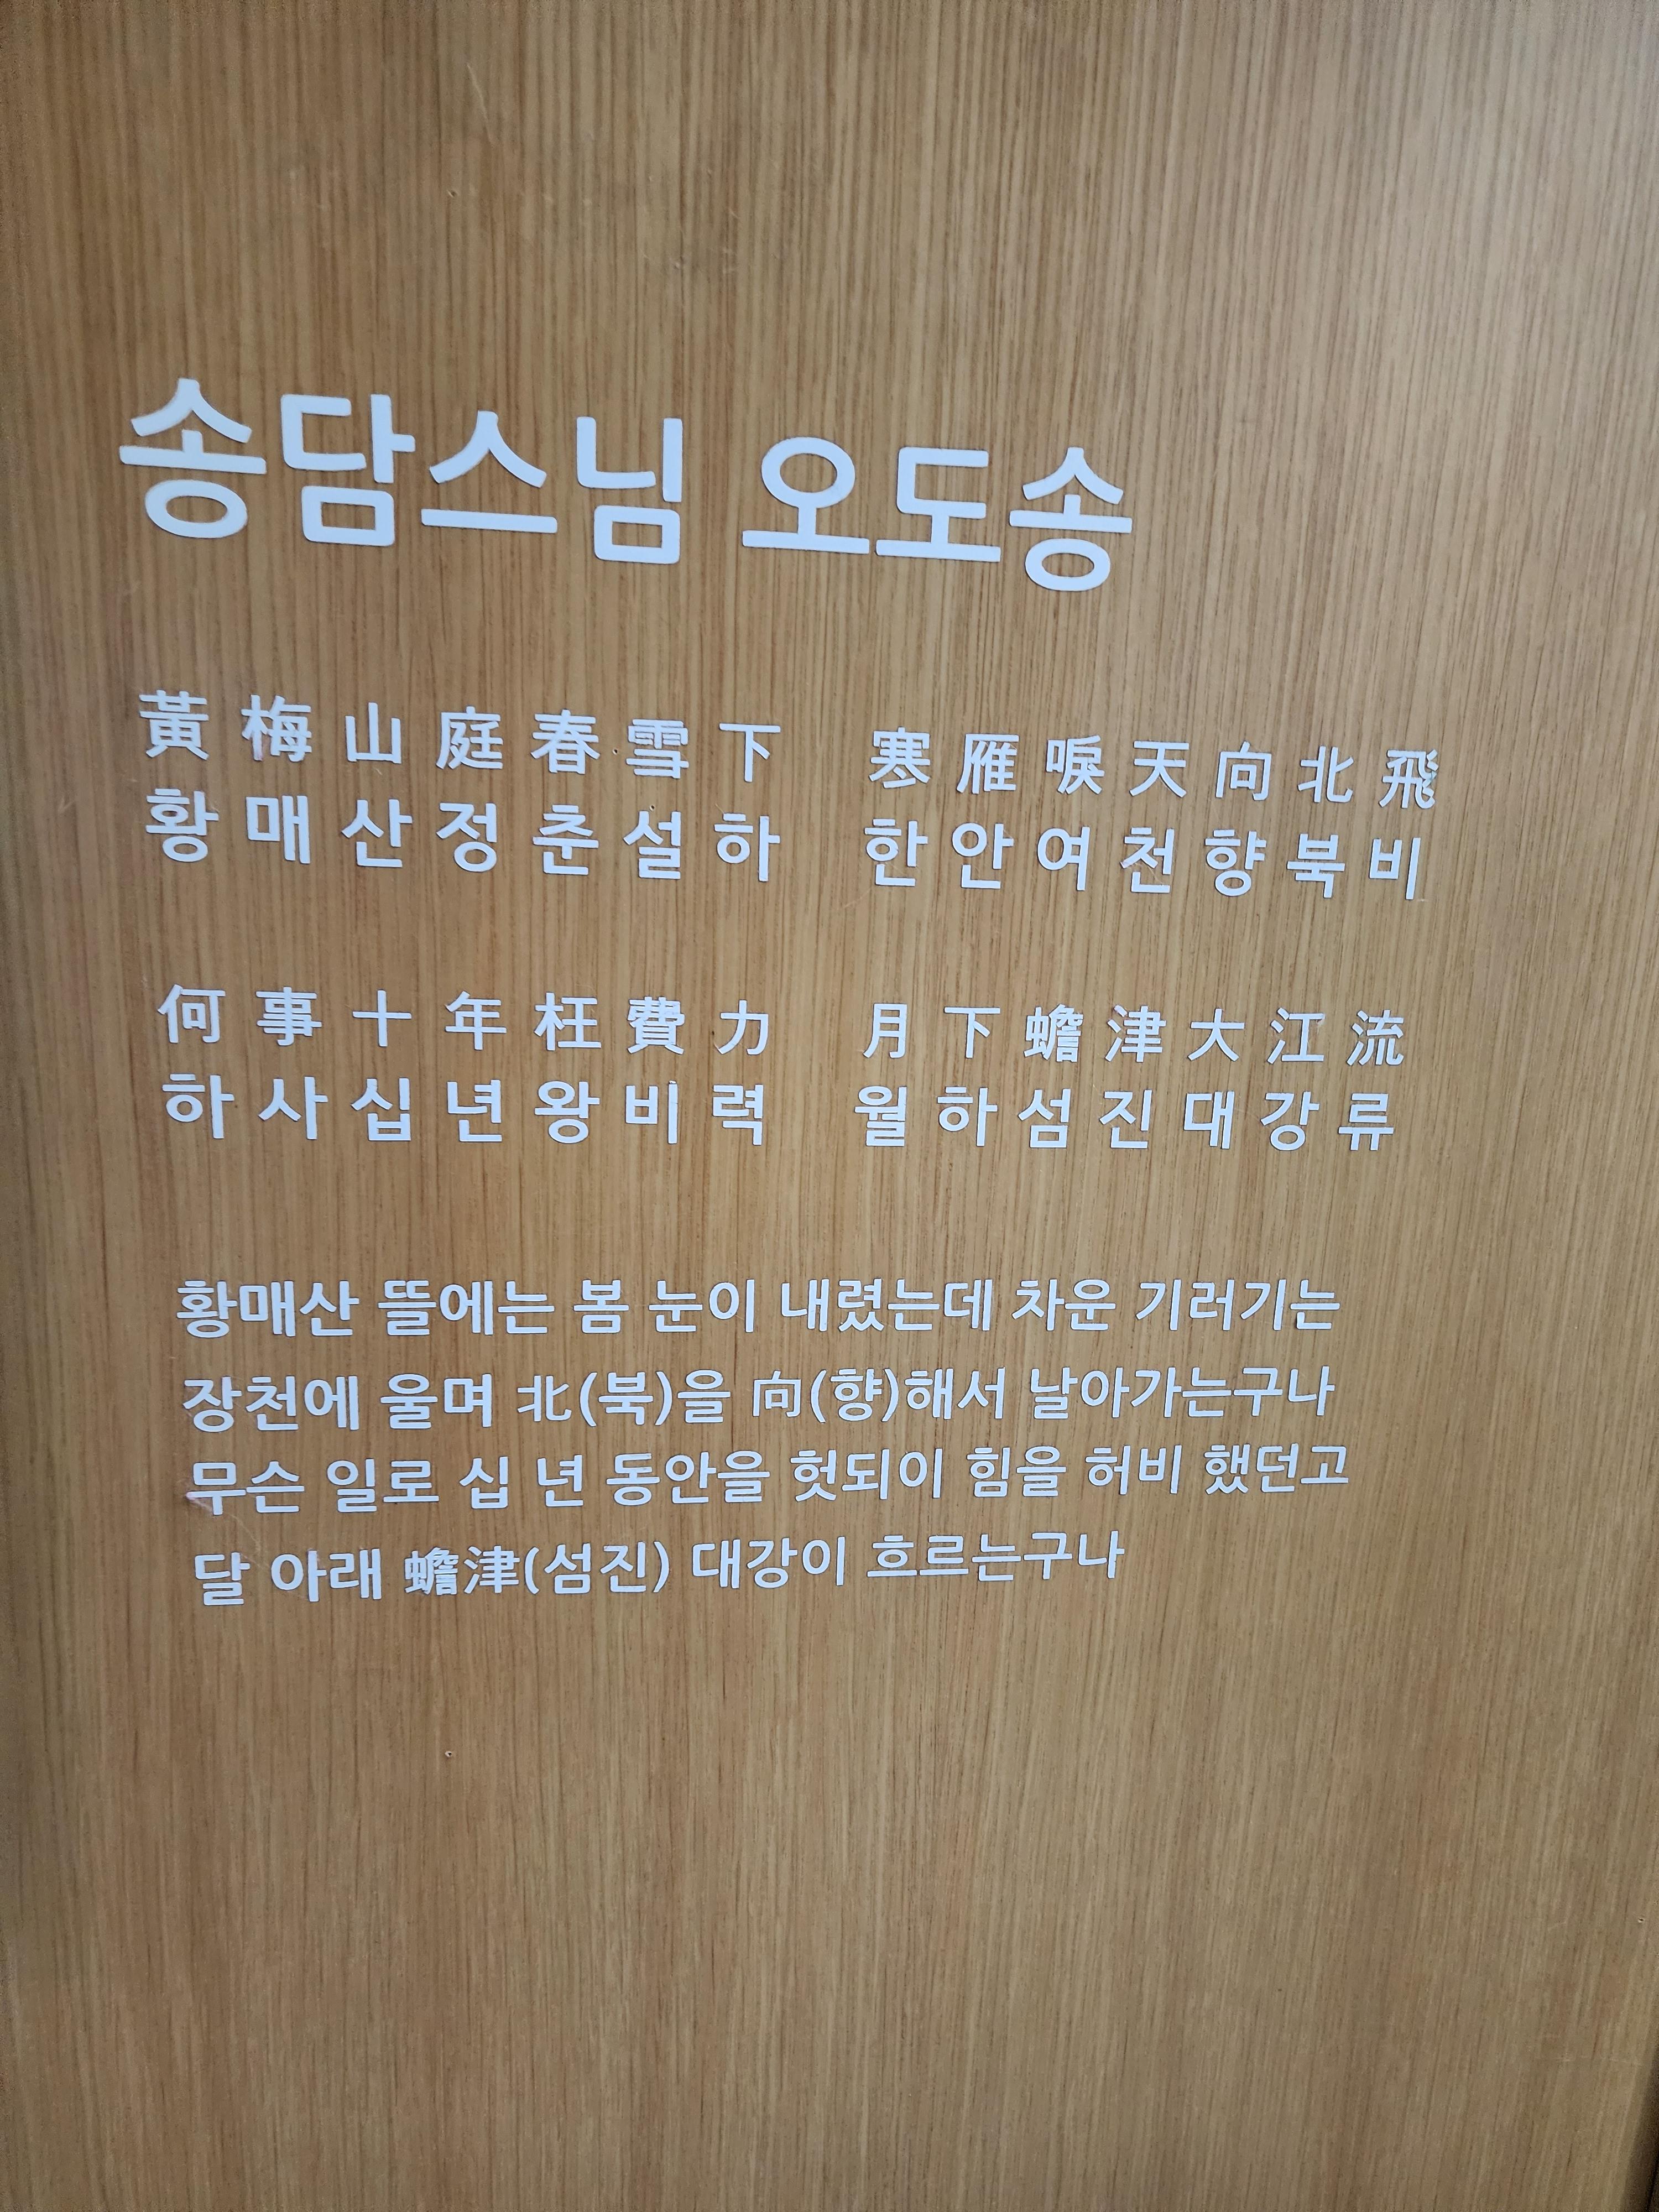 송담스님 오도송
黃梅山庭春雪下 寒雁唳天向北飛
황매산정춘설하 한안여천향북비
何事十年枉費力 月下蟾津大江流
하사십년왕비력 월하섬진대강류
황매산 뜰에는 봄 눈이 내렸는데 차운 기러기는
장천에 울며 北(북)을 向(향)해서 날아가는구나
무슨 일로 십 년 동안을 헛되이 힘을 허비 했던고
달 아래 蟾津(섬진) 대강이 흐르는구나